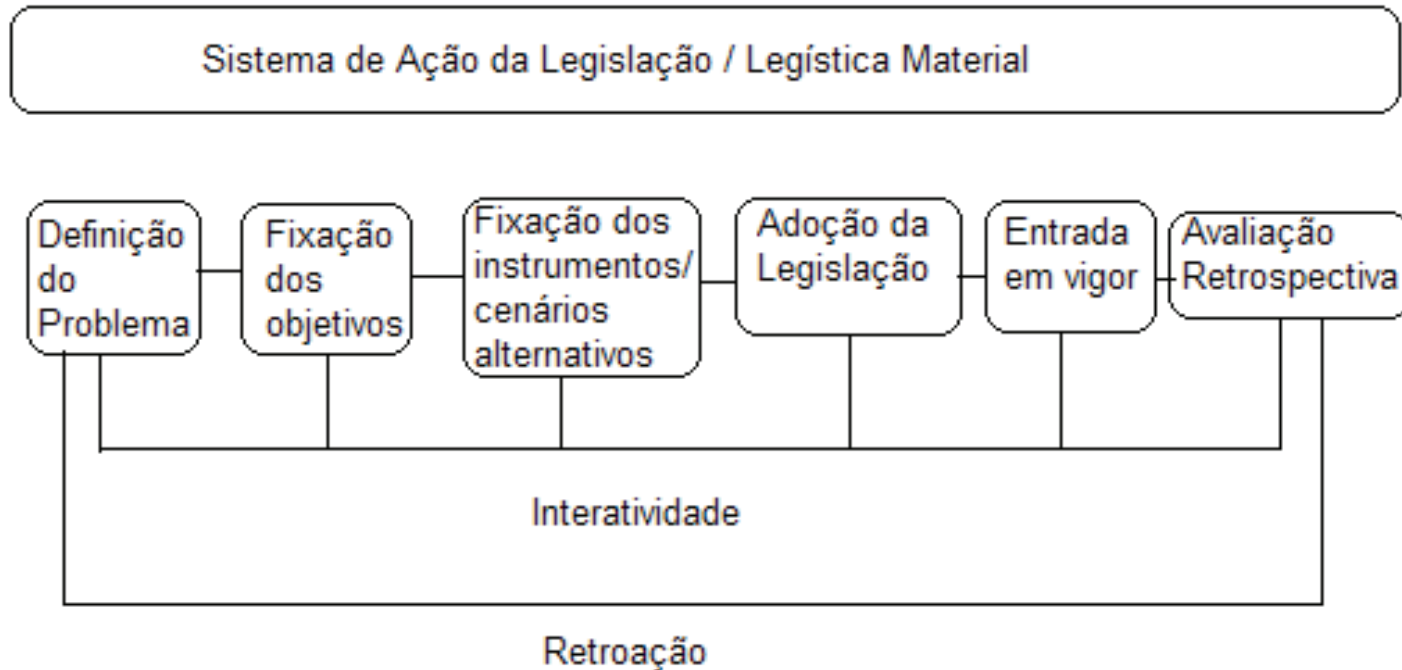 Sistema de Ação da Legislação / Legística Material
Definição
do
Problema
Fixação
dos
objetivos
Fixação dos
instrumentos/
cenários
alternativos
Adoção da
Legislação
Entrada
em vigor
Avaliação
Retrospectiva
Interatividade
Retroação